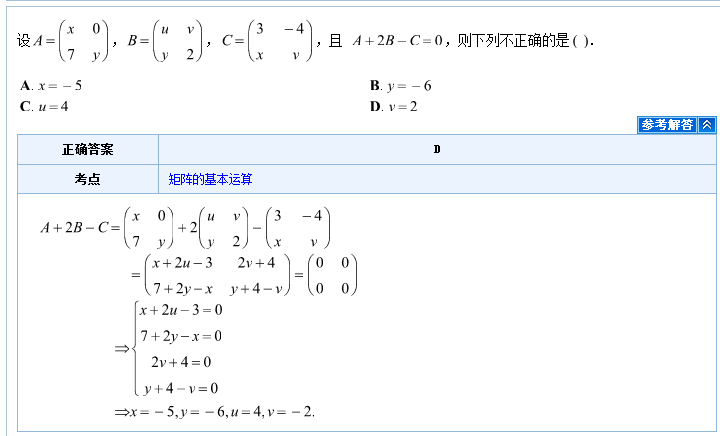 设 A = ( x 0 ; 7 y ) ， B = ( u v ; y 2 ) ， C = ( 3 －4 ; x v ) ，且 A + 2B － C = 0 ，则下列不正确的是 ( ).
A. x = － 5 B. y = － 6
C. u = 4 D. v = 2
参考解答
正确答案 D
考点 矩阵的基本运算
A + 2B － C = ( x 0 ; 7 y ) + 2 ( u v ; y 2 ) － ( 3 －4 ; x v )
= ( x + 2u － 3 2v + 4 ; 7 + 2y － x y + 4 － v ) = ( 0 0 ; 0 0 )
x + 2u － 3 = 0
7 + 2y － x = 0
⇒ { 2v + 4 = 0
y + 4 － v = 0
⇒ x = － 5, y = － 6, u = 4, v = － 2.